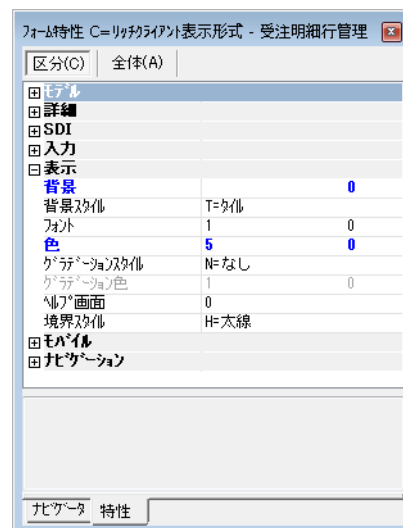 ﾌｫｰﾑ特性 C=ﾘｯﾁｸﾗｲｱﾝﾄ表示形式 - 受注明細行管理
区分(C) 全体(A)
ﾓﾃﾞﾙ
詳細
SDI
入力
表示
背景 0
背景ｽﾀｲﾙ T=ﾀｲﾙ
ﾌｫﾝﾄ 1 0
色 5 0
ｸﾞﾗﾃﾞｰｼｮﾝｽﾀｲﾙ N=なし
ｸﾞﾗﾃﾞｰｼｮﾝ色 1 0
ﾍﾙﾌﾟ画面 0
境界ｽﾀｲﾙ H=太線
ﾓﾊﾞｲﾙ
ﾅﾋﾞｹﾞｰｼｮﾝ
ﾅﾋﾞｹﾞｰﾀ 特性